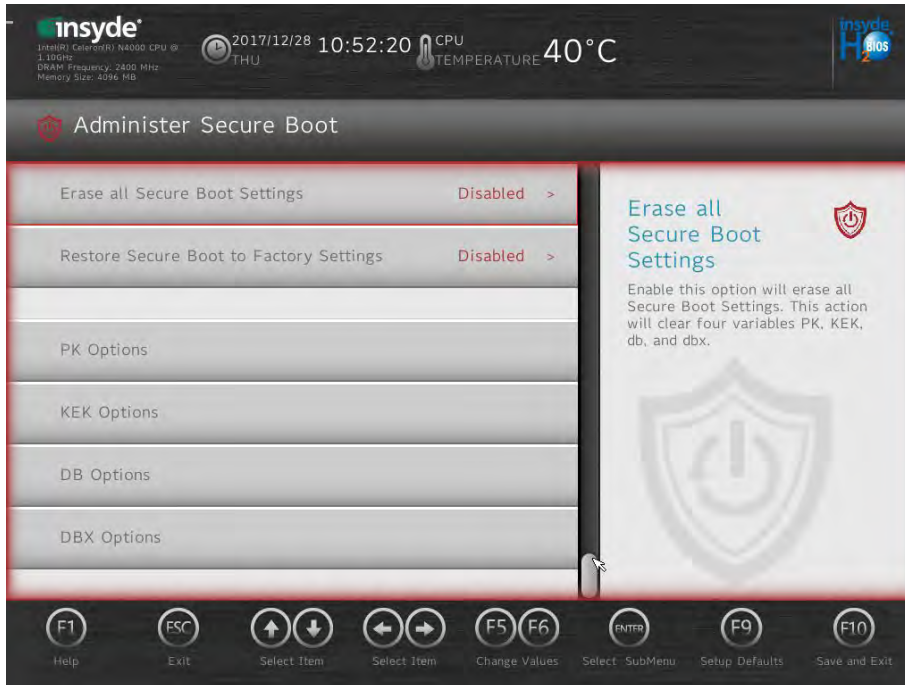 insyde
Intel(R) Celeron(R) N4000 CPU @
1.10GHz
DRAM Frequency: 2400 MHz
Memory Size: 4096 MB
2017/12/28 10:52:20
THU
CPU
TEMPERATURE 40°C
insyde
H2BIOS
Administer Secure Boot
Erase all Secure Boot Settings Disabled >
Restore Secure Boot to Factory Settings Disabled >
PK Options
KEK Options
DB Options
DBX Options
Erase all
Secure Boot
Settings
Enable this option will erase all
Secure Boot Settings. This action
will clear four variables PK, KEK,
db, and dbx.
F1 ESC F5 F6 ENTER F9 F10
Help Exit Select Item Select Item Change Values Select SubMenu Setup Defaults Save and Exit